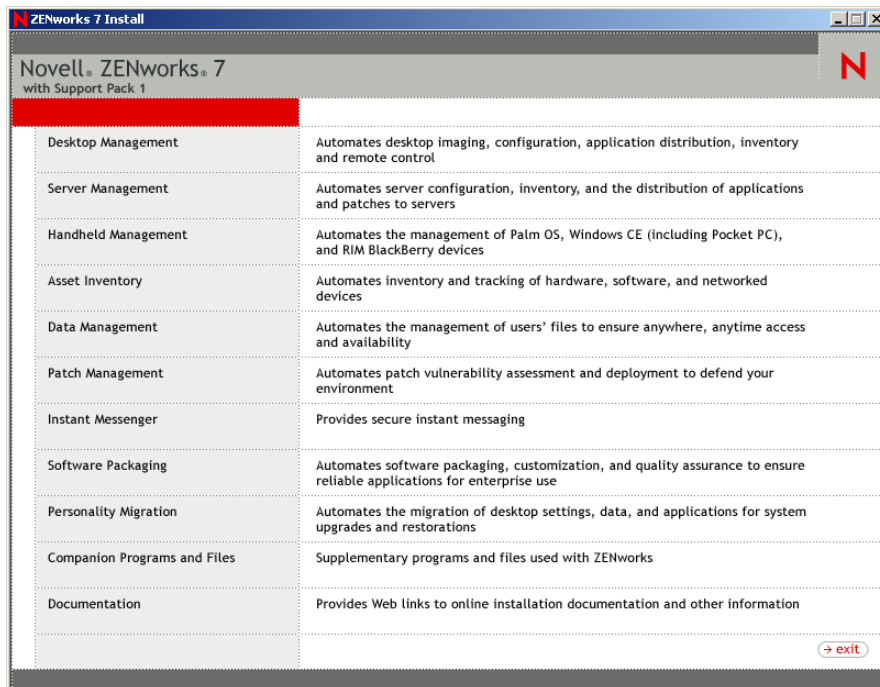 ZENworks 7 Install
Novell® ZENworks® 7
with Support Pack 1
N
Desktop Management
Automates desktop imaging, configuration, application distribution, inventory
and remote control
Server Management
Automates server configuration, inventory, and the distribution of applications
and patches to servers
Handheld Management
Automates the management of Palm OS, Windows CE (including Pocket PC),
and RIM BlackBerry devices
Asset Inventory
Automates inventory and tracking of hardware, software, and networked
devices
Data Management
Automates the management of users’ files to ensure anywhere, anytime access
and availability
Patch Management
Automates patch vulnerability assessment and deployment to defend your
environment
Instant Messenger
Provides secure instant messaging
Software Packaging
Automates software packaging, customization, and quality assurance to ensure
reliable applications for enterprise use
Personality Migration
Automates the migration of desktop settings, data, and applications for system
upgrades and restorations
Companion Programs and Files
Supplementary programs and files used with ZENworks
Documentation
Provides Web links to online installation documentation and other information
→ exit